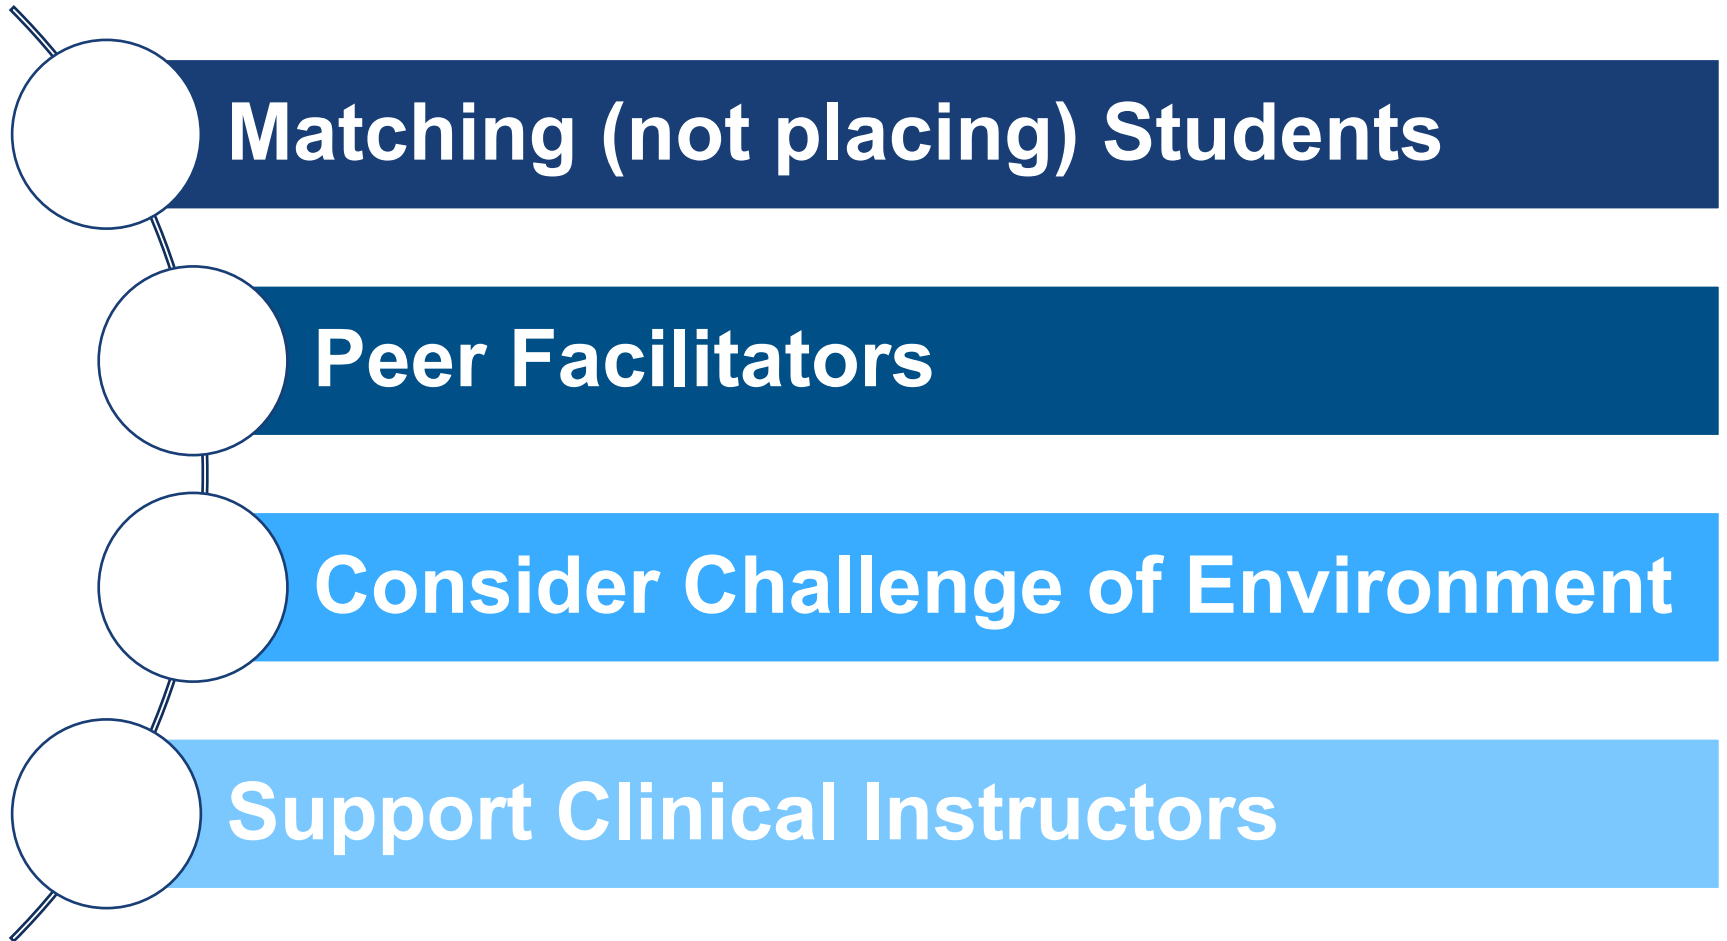 Matching (not placing) Students
Peer Facilitators
Consider Challenge of Environment
Support Clinical Instructors